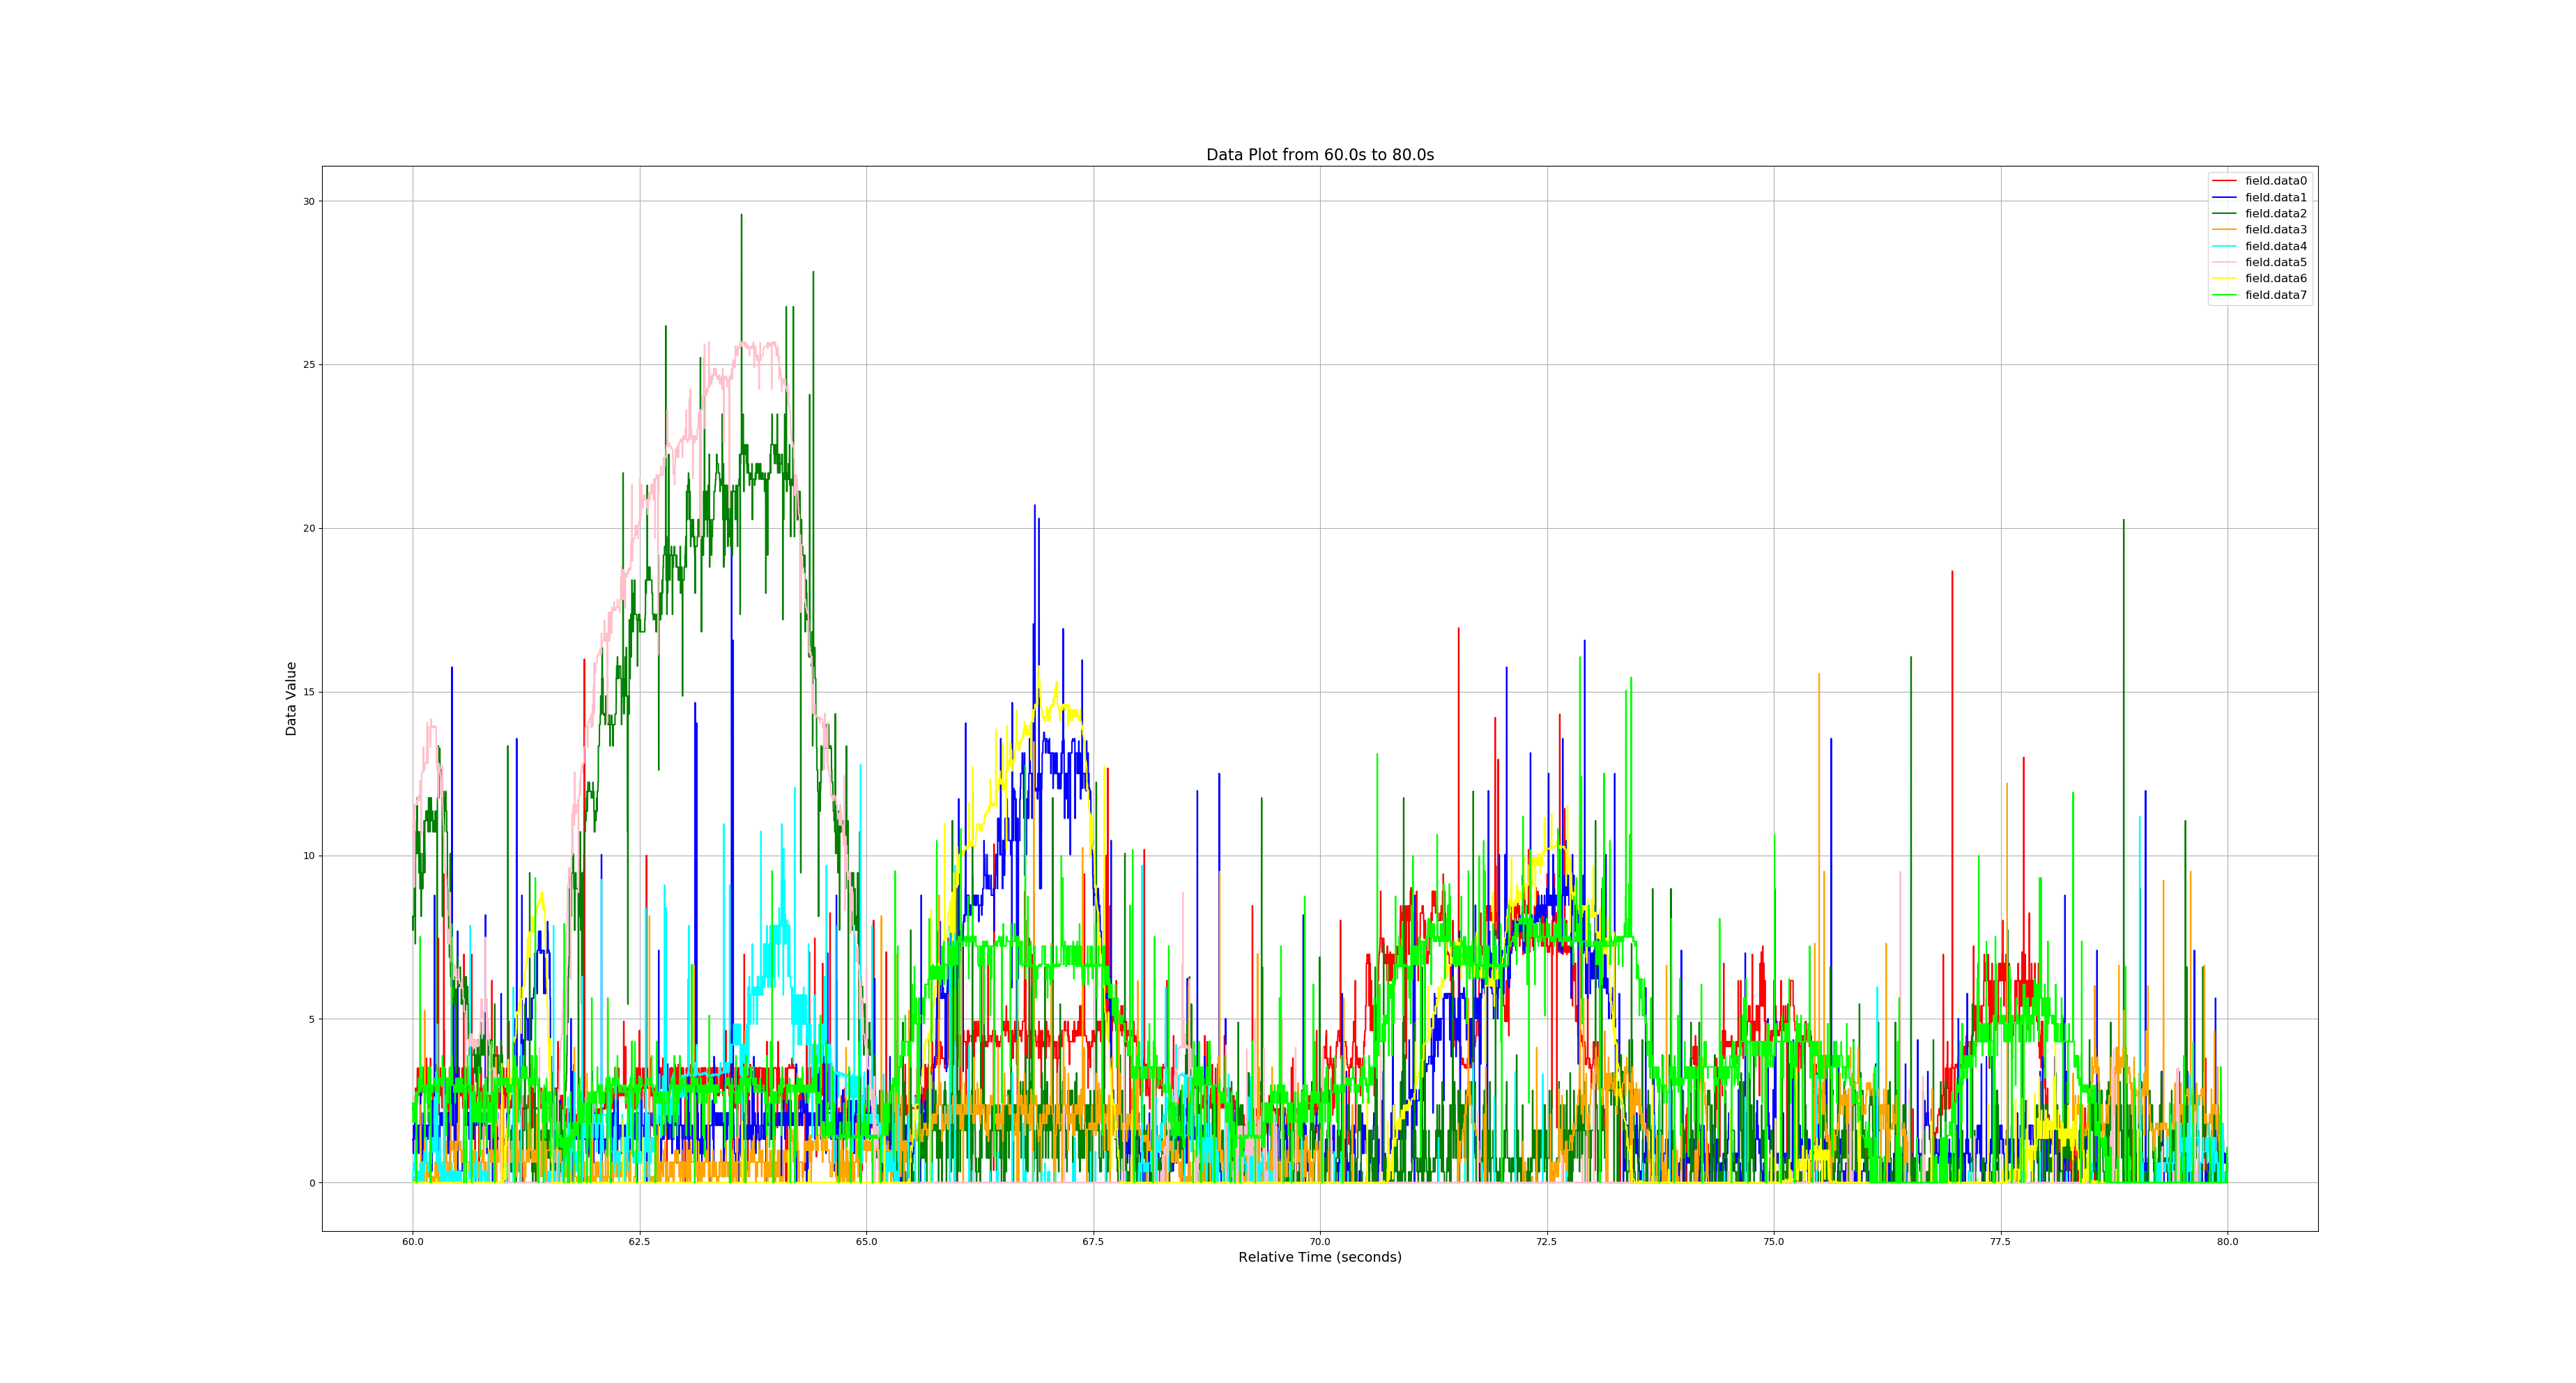 Data Plot from 60.0s to 80.0s
field.data0
field.data1
field.data2
field.data3
field.data4
field.data5
field.data6
field.data7
30
25
20
15
10
5
0
Data Value
60.0 62.5 65.0 67.5 70.0 72.5 75.0 77.5 80.0
Relative Time (seconds)